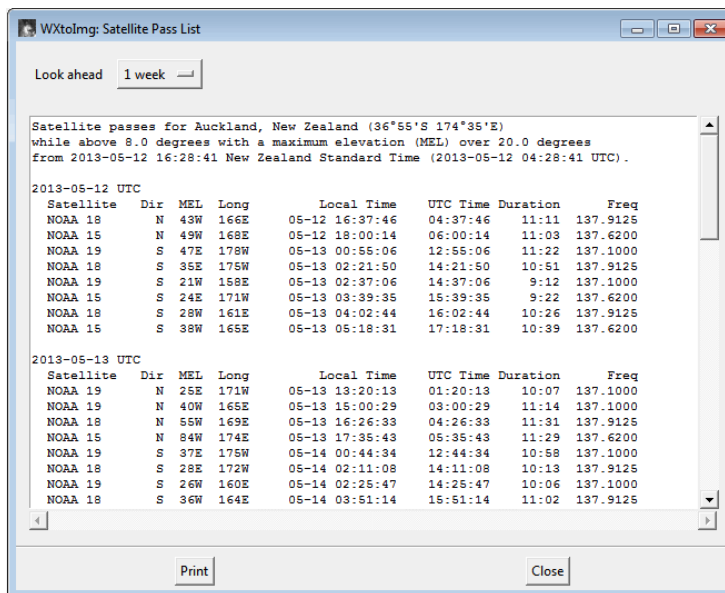 WXtoImg: Satellite Pass List
Look ahead 1 week
Satellite passes for Auckland, New Zealand (36°55'S 174°35'E)
while above 8.0 degrees with a maximum elevation (MEL) over 20.0 degrees
from 2013-05-12 16:28:41 New Zealand Standard Time (2013-05-12 04:28:41 UTC).
2013-05-12 UTC
Satellite Dir MEL Long Local Time UTC Time Duration Freq
NOAA 18 N 43W 166E 05-12 16:37:46 04:37:46 11:11 137.9125
NOAA 15 N 49W 168E 05-12 18:00:14 06:00:14 11:03 137.6200
NOAA 19 S 47E 178W 05-13 00:55:06 12:55:06 11:22 137.1000
NOAA 18 S 35E 175W 05-13 02:21:50 14:21:50 10:51 137.9125
NOAA 19 S 21W 158E 05-13 02:37:06 14:37:06 9:12 137.1000
NOAA 15 S 24E 171W 05-13 03:39:35 15:39:35 9:22 137.6200
NOAA 18 S 28W 161E 05-13 04:02:44 16:02:44 10:26 137.9125
NOAA 15 S 38W 165E 05-13 05:18:31 17:18:31 10:39 137.6200
2013-05-13 UTC
Satellite Dir MEL Long Local Time UTC Time Duration Freq
NOAA 19 N 25E 171W 05-13 13:20:13 01:20:13 10:07 137.1000
NOAA 19 N 40W 165E 05-13 15:00:29 03:00:29 11:14 137.1000
NOAA 18 N 55W 169E 05-13 16:26:33 04:26:33 11:31 137.9125
NOAA 15 N 84W 174E 05-13 17:35:43 05:35:43 11:29 137.6200
NOAA 19 S 37E 175W 05-14 00:44:34 12:44:34 10:58 137.1000
NOAA 18 S 28E 172W 05-14 02:11:08 14:11:08 10:13 137.9125
NOAA 19 S 26W 160E 05-14 02:25:47 14:25:47 10:06 137.1000
NOAA 18 S 36W 164E 05-14 03:51:14 15:51:14 11:02 137.9125
Print Close